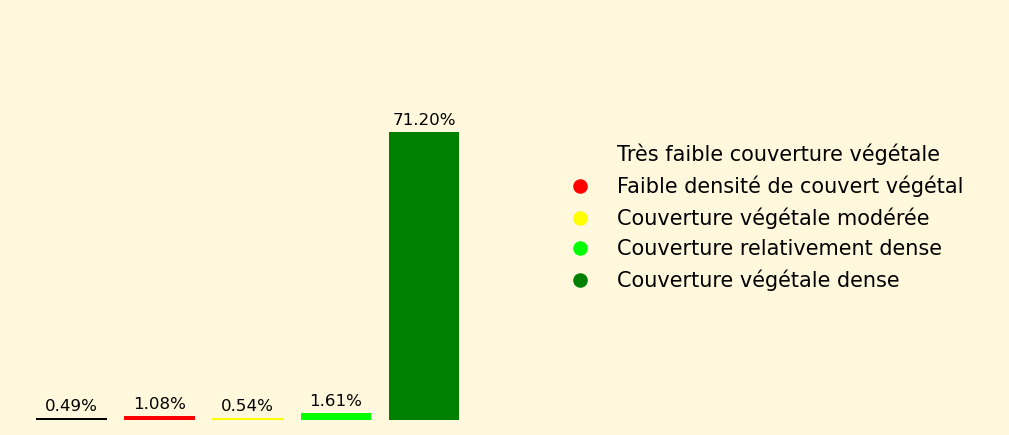 71.20%
0.49%
1.08%
0.54%
1.61%
Très faible couverture végétale
Faible densité de couvert végétal
Couverture végétale modérée
Couverture relativement dense
Couverture végétale dense